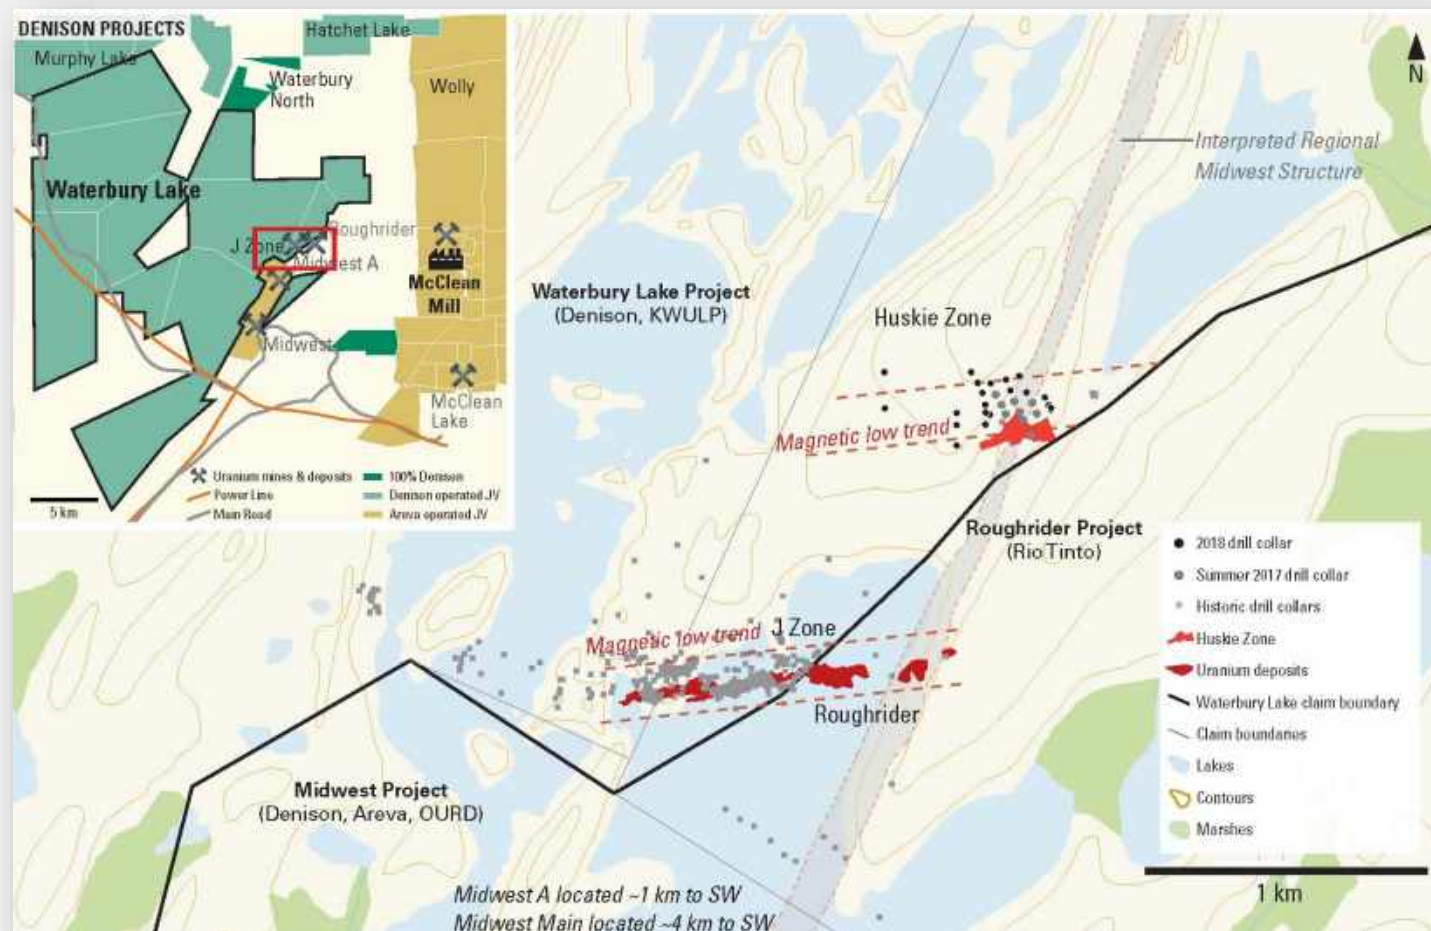 DENISON PROJECTS
Hatchet Lake
Murphy Lake
Waterbury
North
Wolly
Waterbury Lake
Roughrider
J Zone
Midwest A
McClean
Mill
Midwest
McClean
Lake
Uranium mines & deposits
Power Line
Main Road
100% Denison
Denison operated JV
Areva operated JV
5 km
N
Interpreted Regional
Midwest Structure
Waterbury Lake Project
(Denison, KWULP)
Huskie Zone
Magnetic low trend
Roughrider Project
(Rio Tinto)
Magnetic low trend
J Zone
Roughrider
Midwest Project
(Denison, Areva, OURD)
Midwest A located ~1 km to SW
Midwest Main located ~4 km to SW
2018 drill collar
Summer 2017 drill collar
Historic drill collars
Huskie Zone
Uranium deposits
Waterbury Lake claim boundary
Claim boundaries
Lakes
Contours
Marshes
1 km